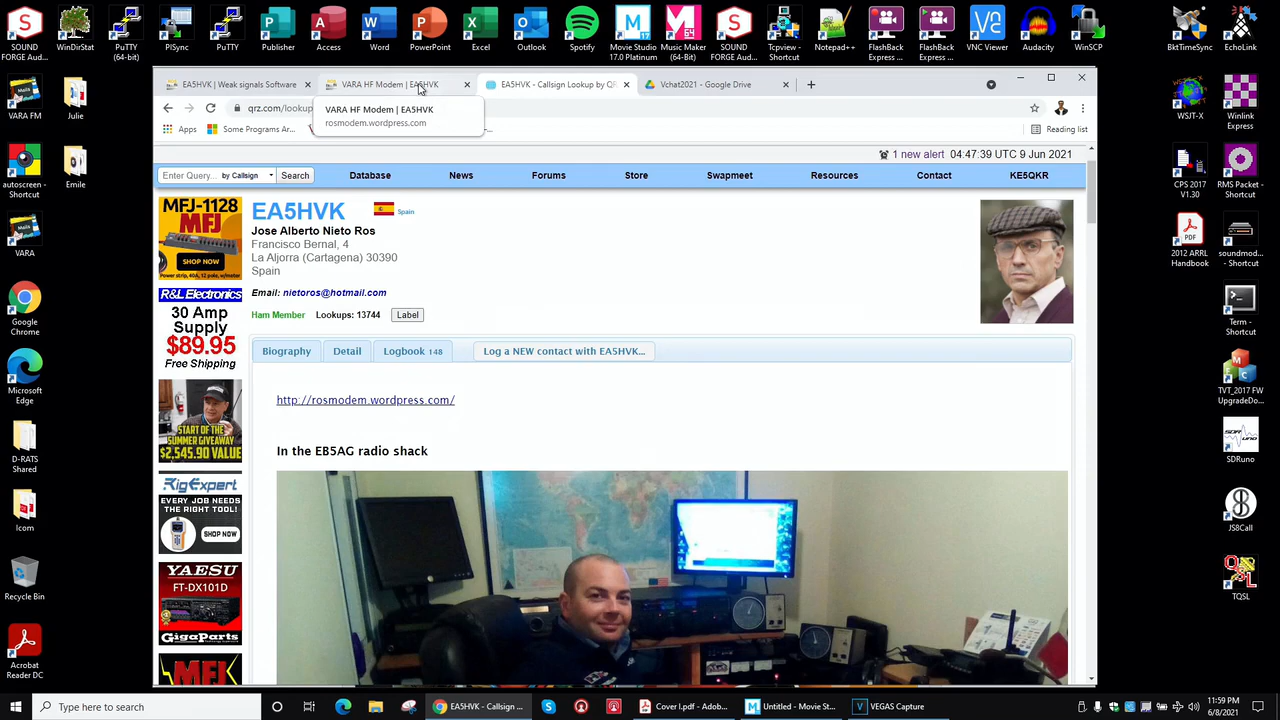 SOUND FORGE Aud...
WinDirStat
PuTTY (64-bit)
PJSync
PuTTY
Publisher
Access
Word
PowerPoint
Excel
Outlook
Spotify
Movie Studio 17.0 Platinum
Music Maker (64-Bit)
SOUND FORGE Aud...
Tcpview - Shortcut
Notepad++
FlashBack Express ...
FlashBack Express ...
VNC Viewer
Audacity
WinSCP
BktTimeSync
EchoLink
VARA FM
Julie
autoscreen - Shortcut
Emile
VARA
Google Chrome
Microsoft Edge
D-RATS Shared
Icom
Recycle Bin
Acrobat Reader DC
EA5HVK | Weak signals Software
VARA HF Modem | EA5HVK
EA5HVK - Callsign Lookup by QR
Vchat2021 - Google Drive
qrz.com/lookup
VARA HF Modem | EA5HVK
rosmodem.wordpress.com
Apps
Some Programs Ar...
Reading list
1 new alert 04:47:39 UTC 9 Jun 2021
Enter Query... by Callsign Search
Database
News
Forums
Store
Swapmeet
Resources
Contact
KE5QKR
MFJ-1128
MFJ
SHOP NOW
Power strip, 40A, 12 pole, w/meter
EA5HVK Spain
Jose Alberto Nieto Ros
Francisco Bernal, 4
La Aljorra (Cartagena) 30390
Spain
Email: nietoros@hotmail.com
Ham Member Lookups: 13744 Label
R&L Electronics
30 Amp
Supply
$89.95
Free Shipping
Biography
Detail
Logbook 148
Log a NEW contact with EA5HVK...
http://rosmodem.wordpress.com/
In the EB5AG radio shack
START OF THE
SUMMER GIVEAWAY
$2,545.90 VALUE
RigExpert
EVERY JOB NEEDS
THE RIGHT TOOL!
SHOP NOW
YAESU
FT-DX101D
GigaParts
MFJ
WSJT-X
Winlink Express
CPS 2017 V1.30
RMS Packet - Shortcut
PDF
2012 ARRL Handbook
soundmod... - Shortcut
Term - Shortcut
TVT_2017 FW UpgradeDo...
SDRuno
JS8Call
TQSL
Type here to search
EA5HVK - Callsign ...
Cover I.pdf - Adob...
Untitled - Movie St...
VEGAS Capture
11:59 PM
6/8/2021